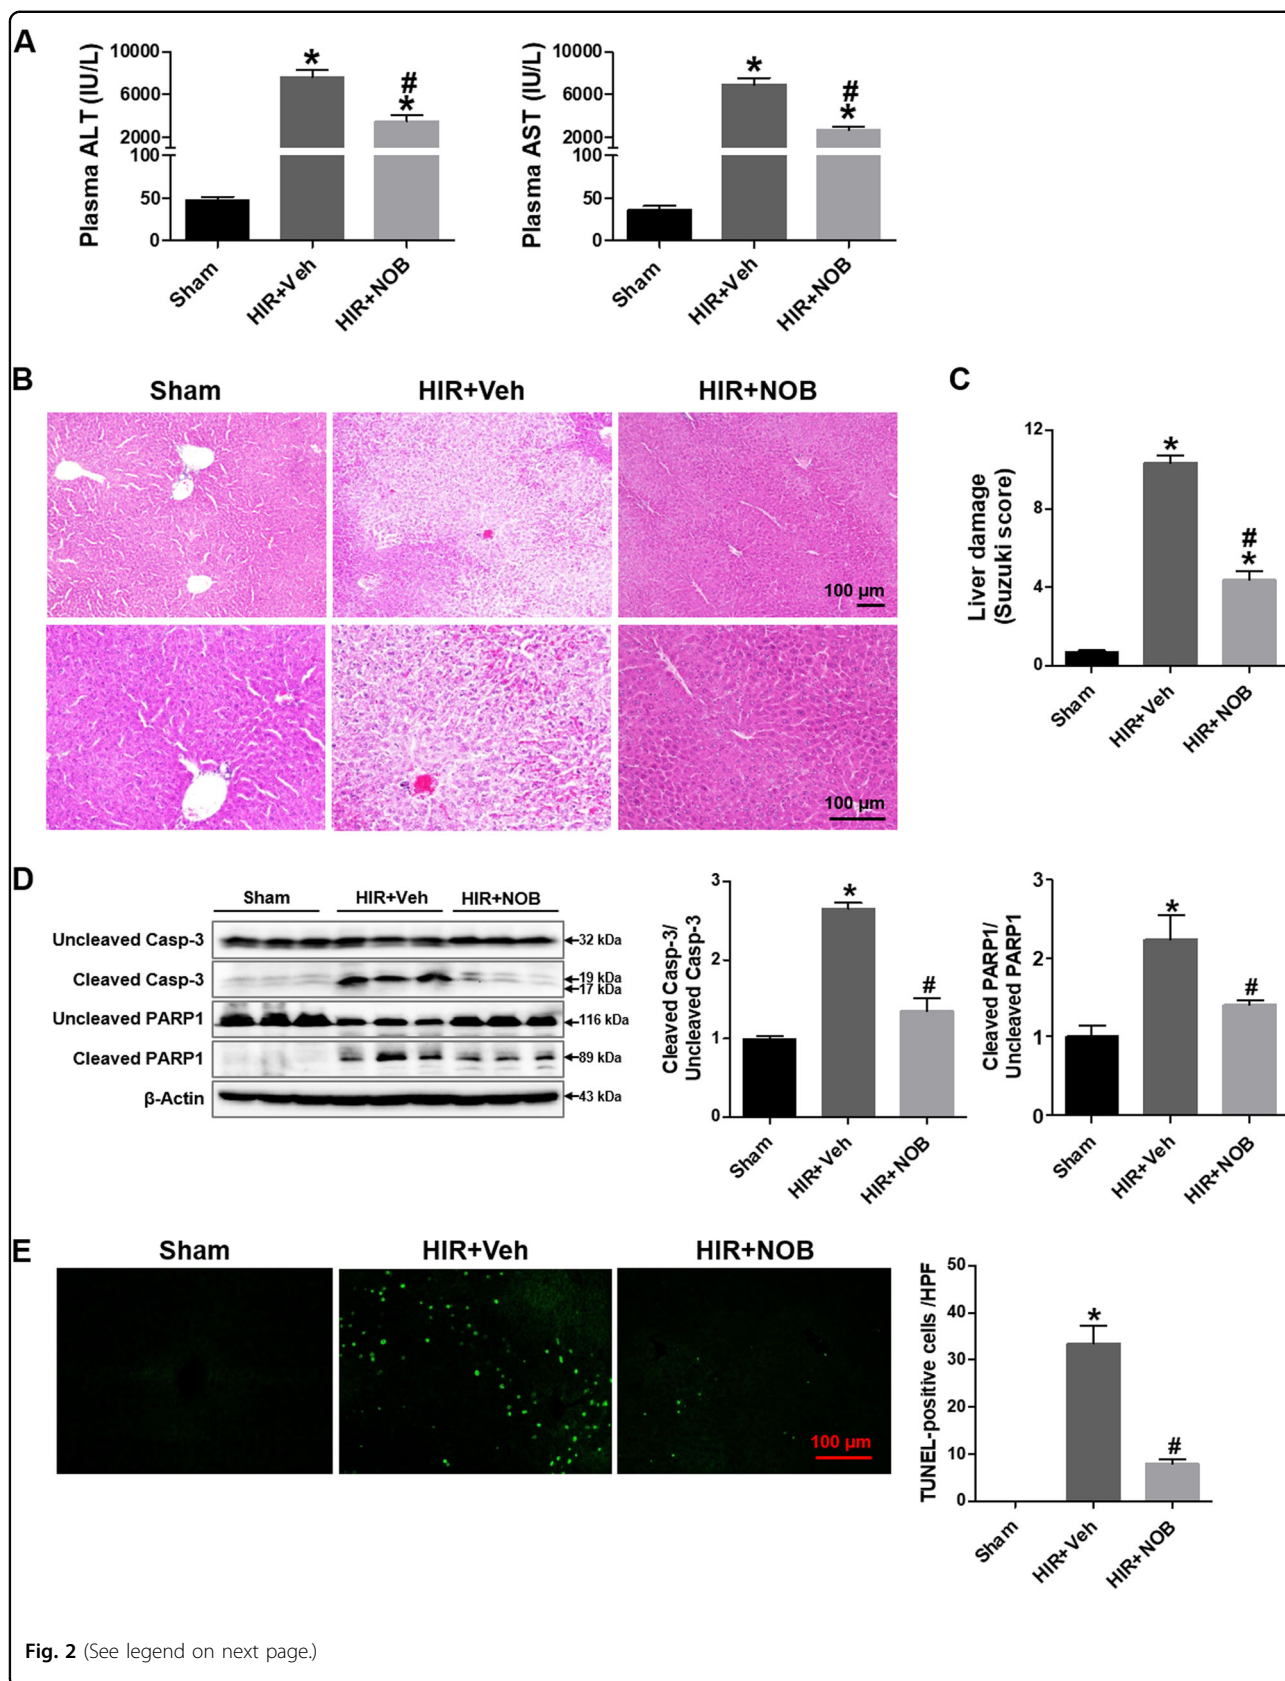 A
Plasma ALT (IU/L)
10000
6000
2000
100
50
0
*
#
*
Sham
HIR+Veh
HIR+NOB
Plasma AST (IU/L)
10000
6000
2000
100
50
0
*
#
*
Sham
HIR+Veh
HIR+NOB
B
Sham
HIR+Veh
HIR+NOB
100 µm
100 µm
C
Liver damage
(Suzuki score)
12
8
4
0
*
#
*
Sham
HIR+Veh
HIR+NOB
D
Sham
HIR+Veh
HIR+NOB
Uncleaved Casp-3
32 kDa
Cleaved Casp-3
19 kDa
17 kDa
Uncleaved PARP1
116 kDa
Cleaved PARP1
89 kDa
β-Actin
43 kDa
Cleaved Casp-3/
Uncleaved Casp-3
3
2
1
0
*
#
Sham
HIR+Veh
HIR+NOB
Cleaved PARP1/
Uncleaved PARP1
3
2
1
0
*
#
Sham
HIR+Veh
HIR+NOB
E
Sham
HIR+Veh
HIR+NOB
100 µm
TUNEL-positive cells /HPF
50
40
30
20
10
0
*
#
Sham
HIR+Veh
HIR+NOB
Fig. 2 (See legend on next page.)